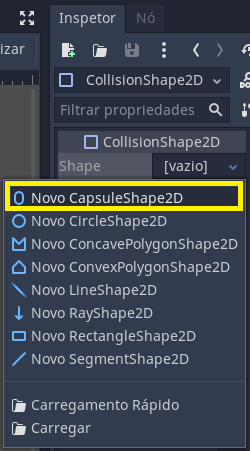 Inspetor Nó
izar
CollisionShape2D
Filtrar propriedades
CollisionShape2D
Shape [vazio]
Novo CapsuleShape2D
Novo CircleShape2D
Novo ConcavePolygonShape2D
Novo ConvexPolygonShape2D
Novo LineShape2D
Novo RayShape2D
Novo RectangleShape2D
Novo SegmentShape2D
Carregamento Rápido
Carregar